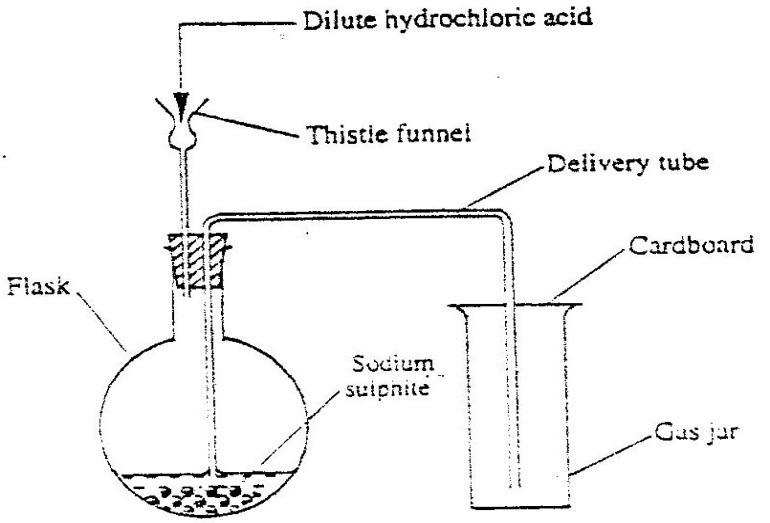 Dilute hydrochloric acid
Thistle funnel
Delivery tube
Cardboard
Flask
Sodium
sulphite
Gas jar